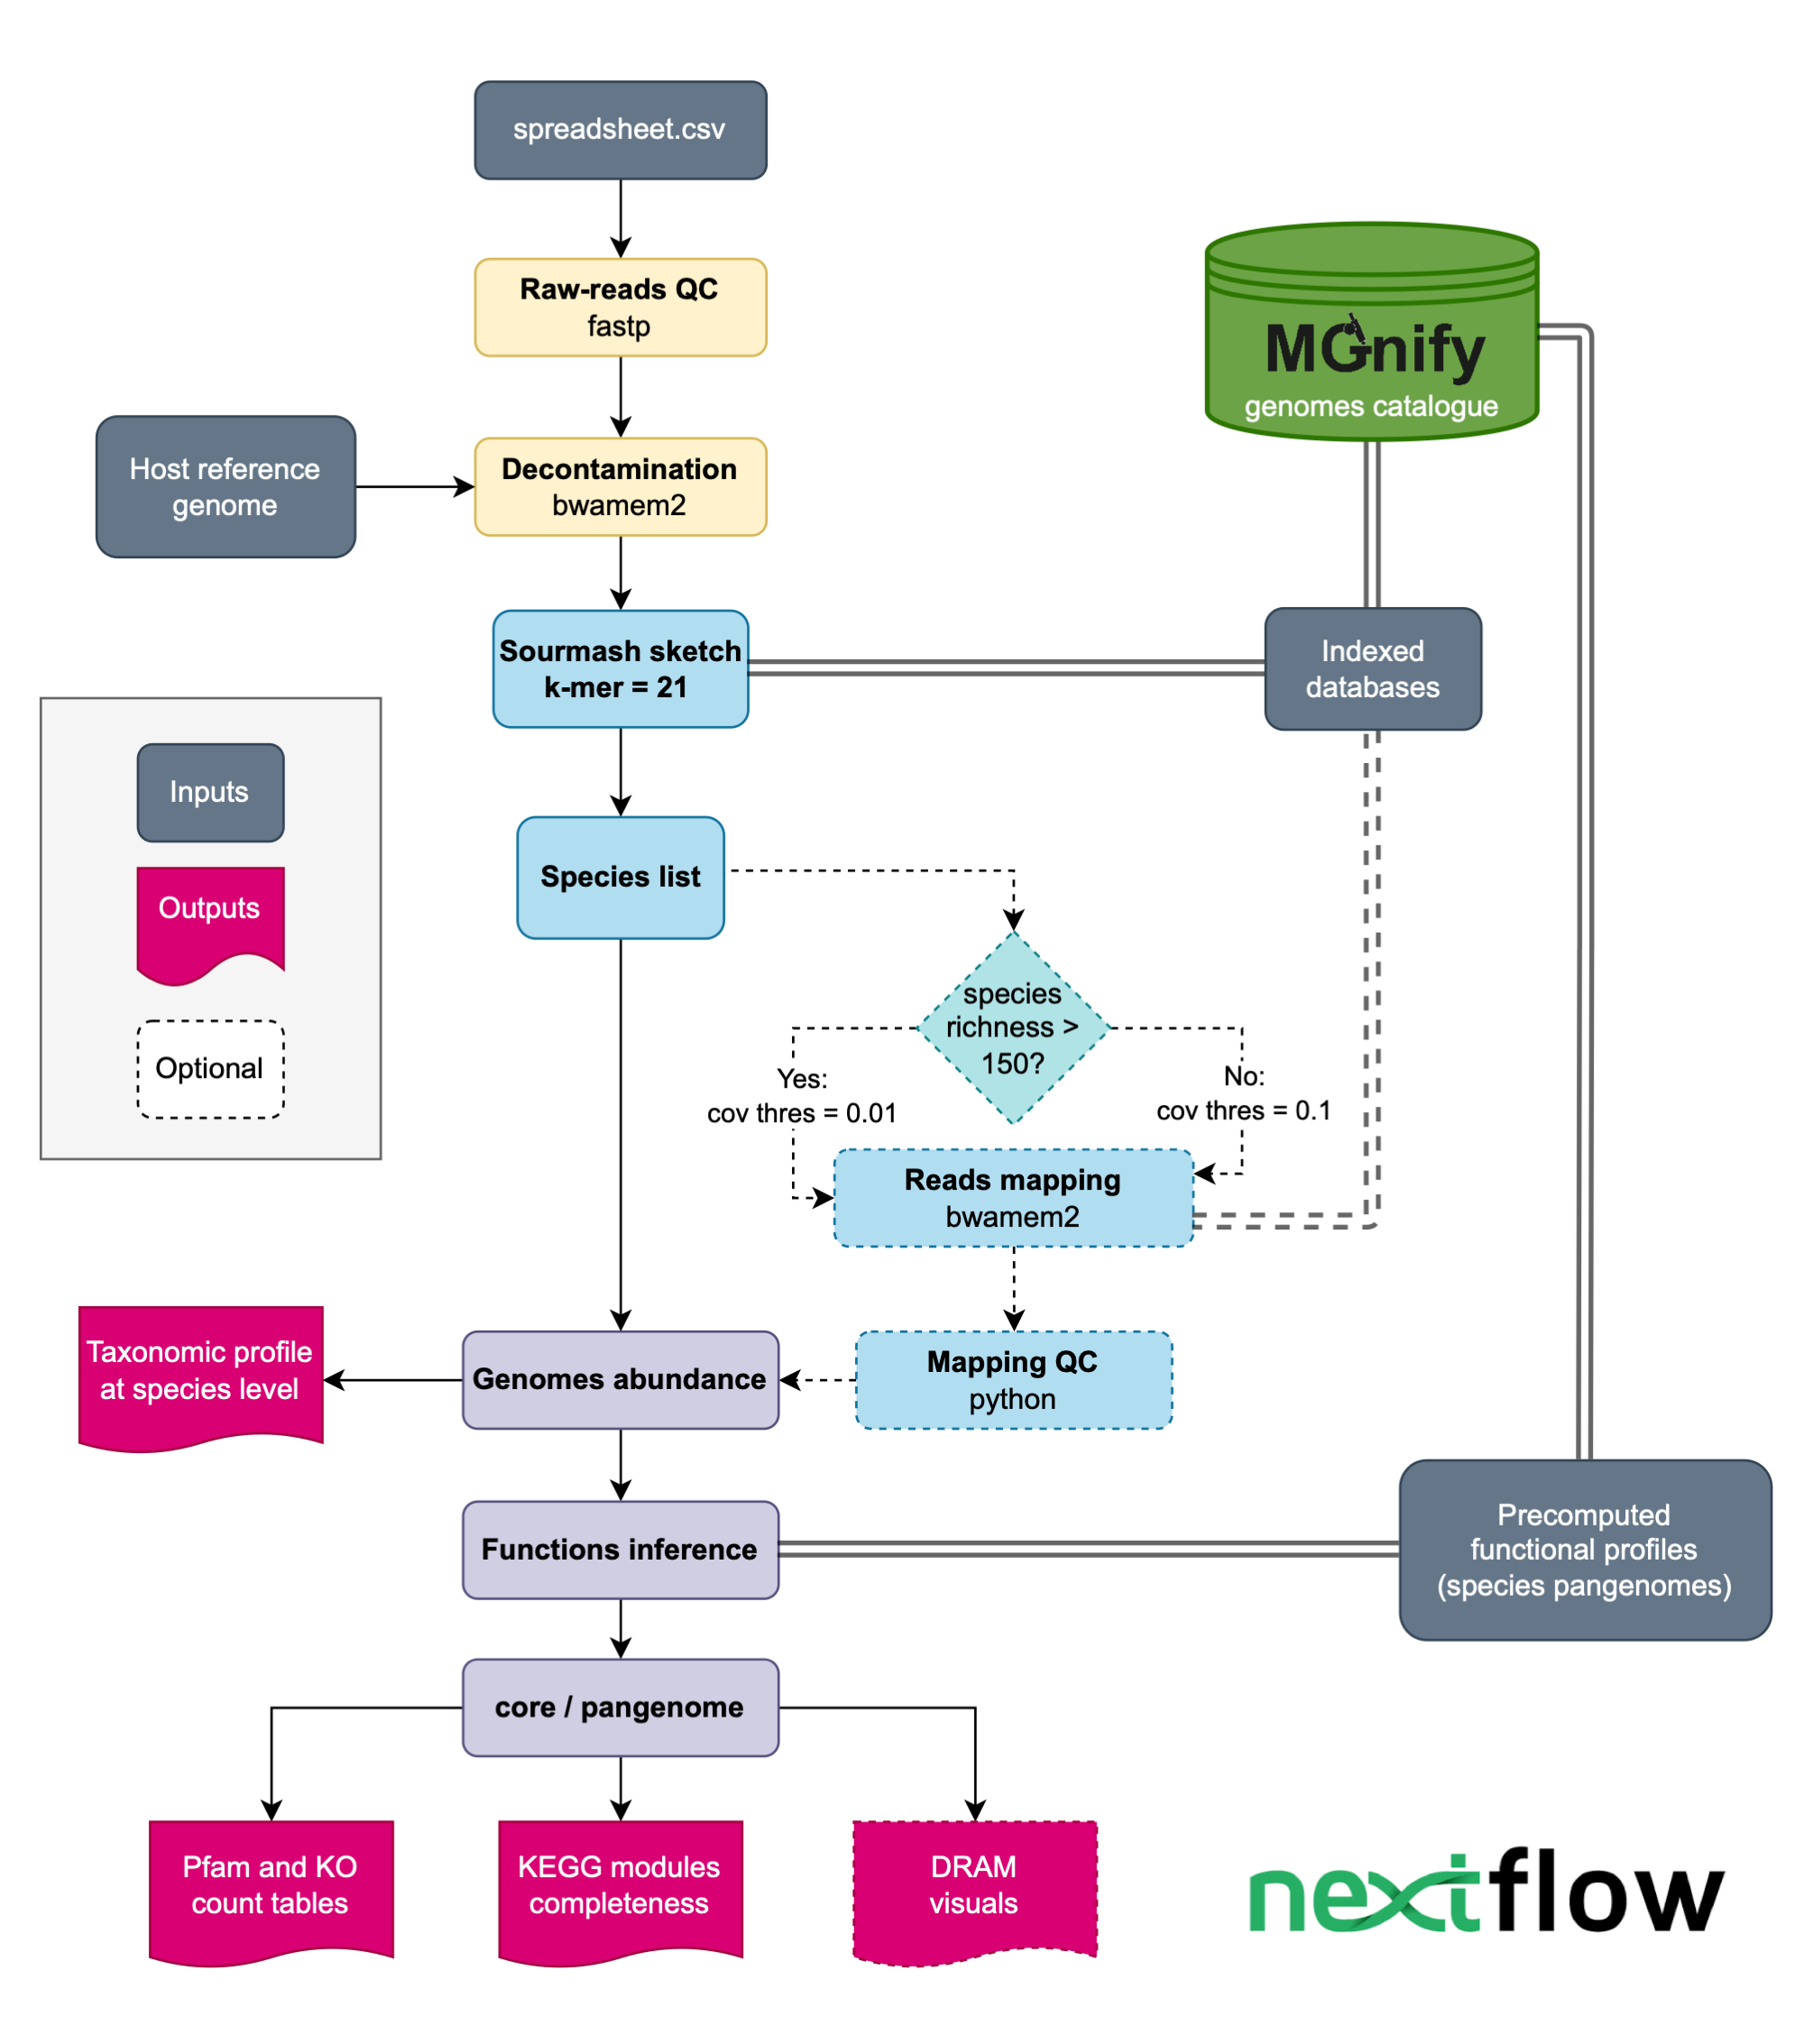 spreadsheet.csv
Raw-reads QC
fastp
MGnify
genomes catalogue
Host reference
genome
Decontamination
bwamem2
Sourmash sketch
k-mer = 21
Indexed
databases
Inputs
Outputs
Optional
Species list
species
richness >
150?
Yes:
cov thres = 0.01
No:
cov thres = 0.1
Reads mapping
bwamem2
Taxonomic profile
at species level
Genomes abundance
Mapping QC
python
Functions inference
Precomputed
functional profiles
(species pangenomes)
core / pangenome
Pfam and KO
count tables
KEGG modules
completeness
DRAM
visuals
nextflow